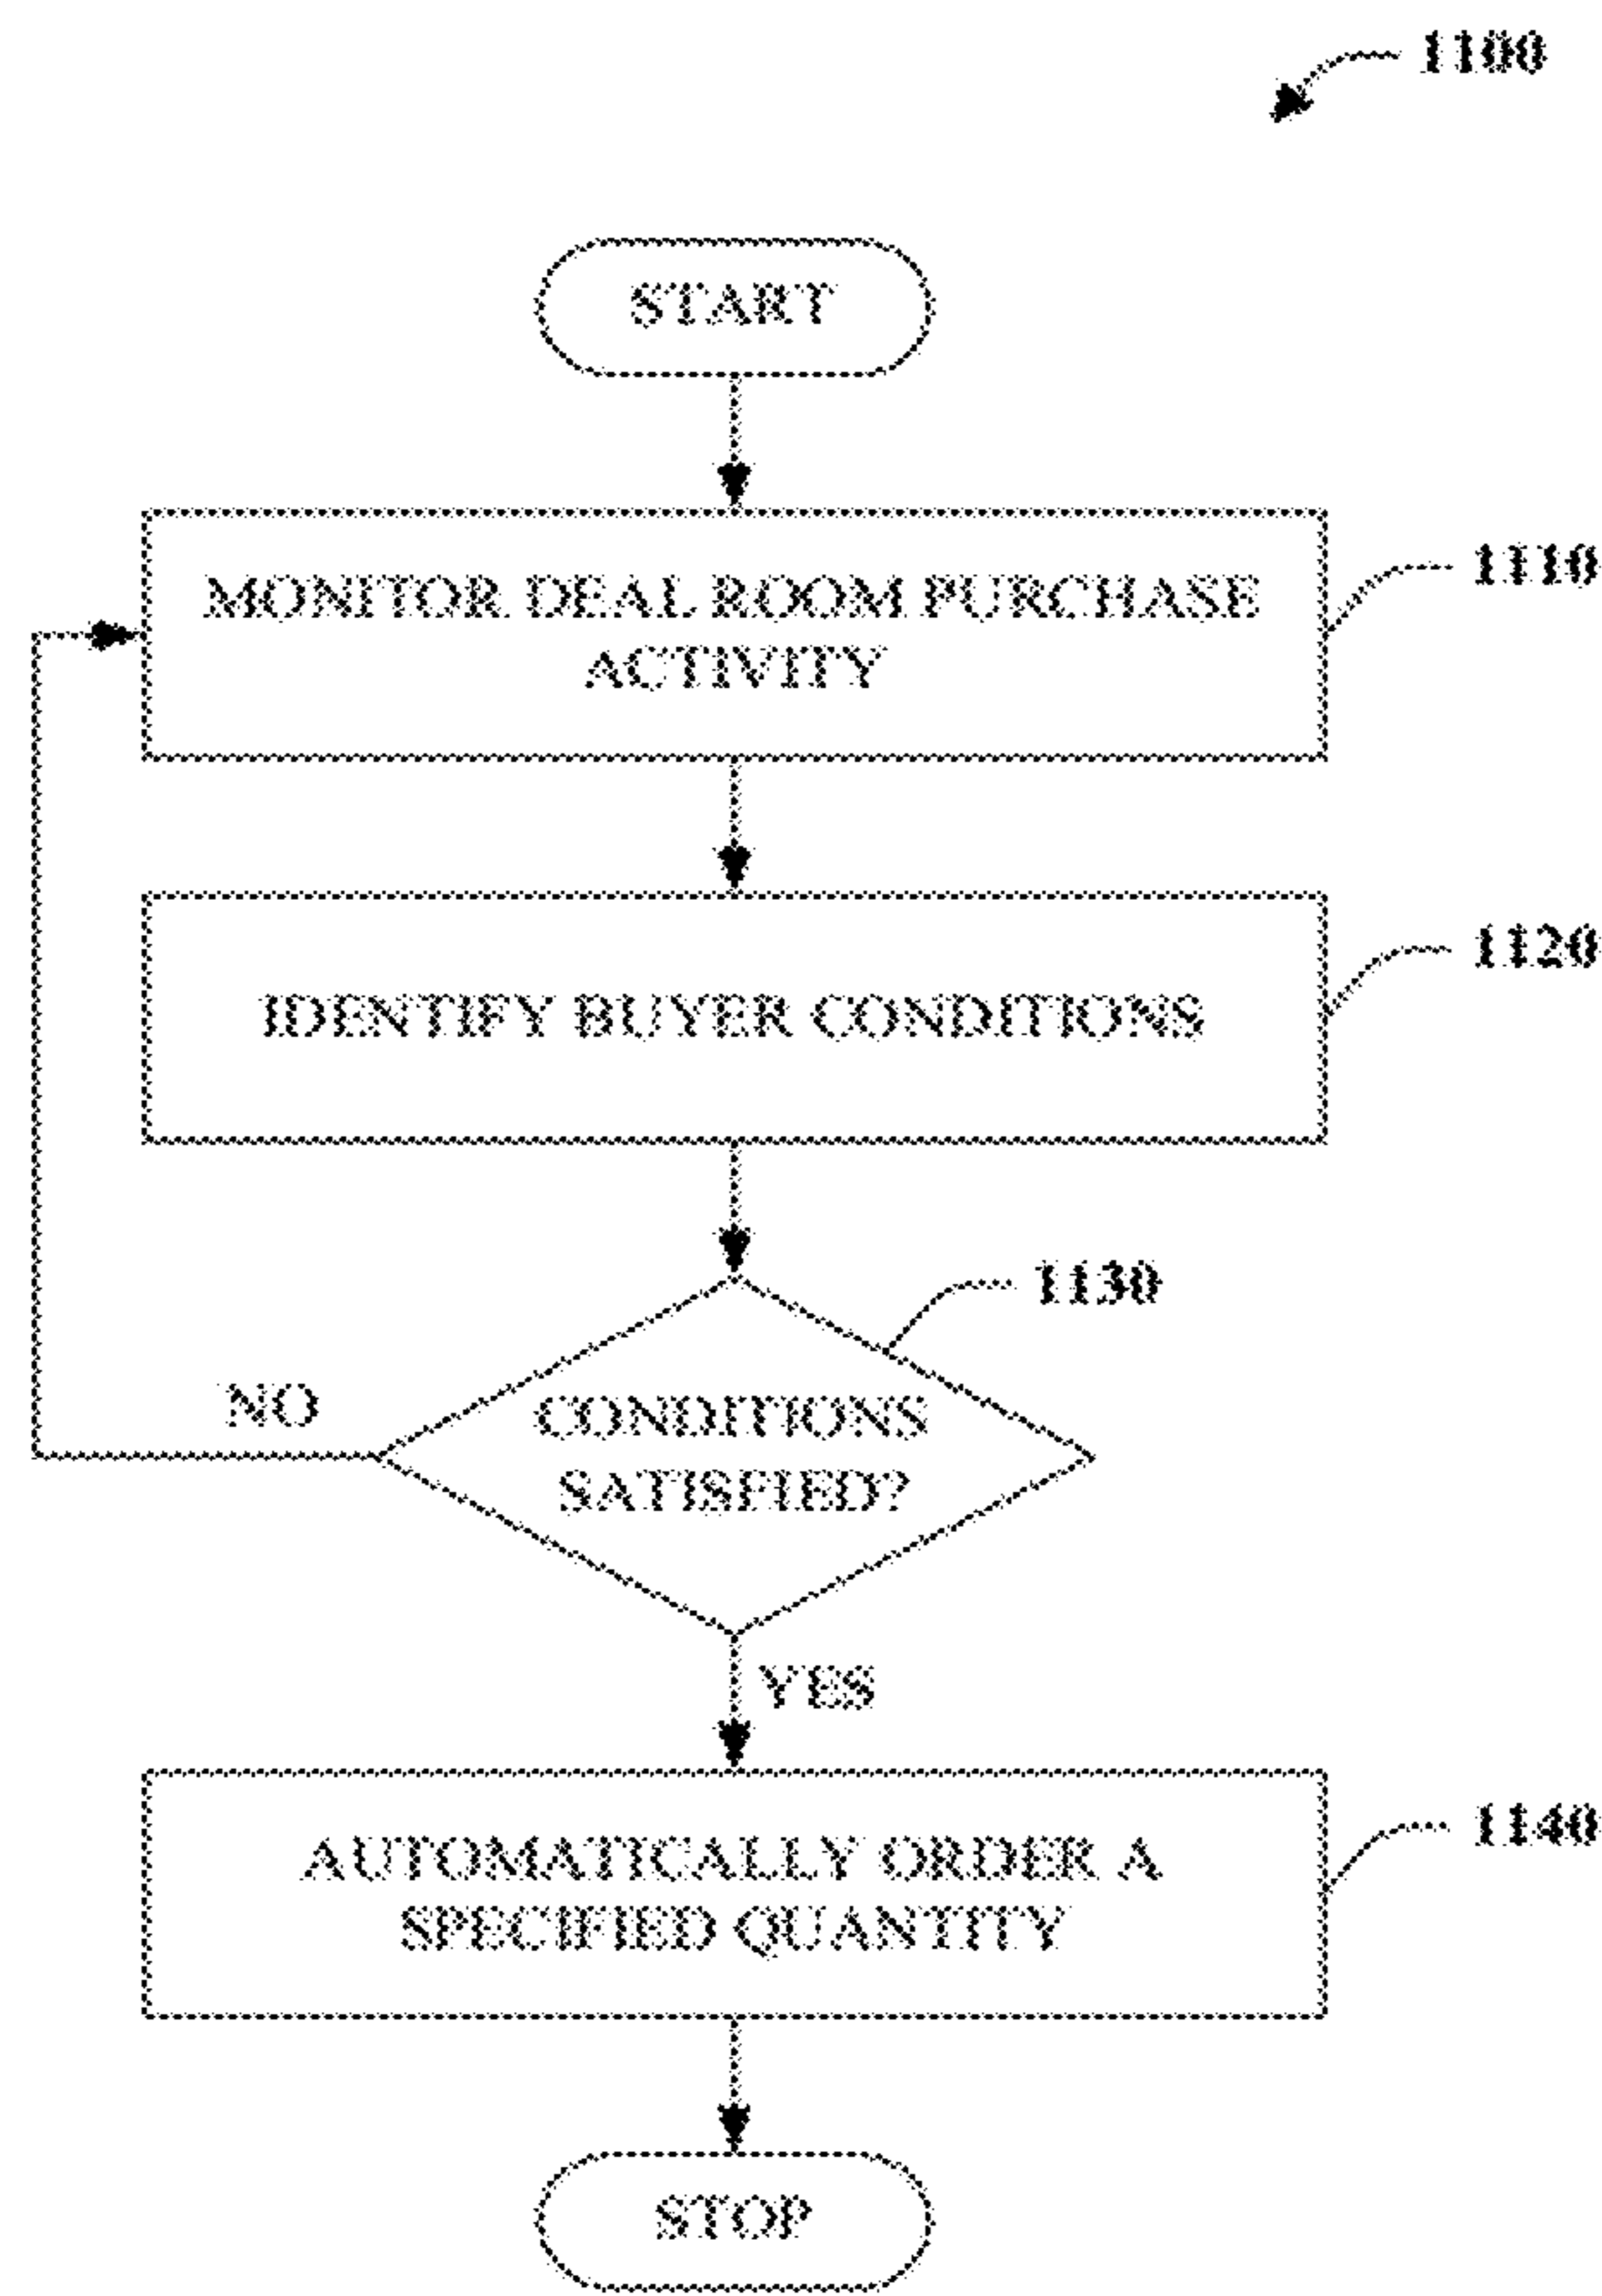 1100
START
MONITOR DEAL ROOM PURCHASE
ACTIVITY
1110
IDENTIFY BUYER CONDITIONS
1120
1130
CONDITIONS
SATISFIED?
NO
YES
AUTOMATICALLY ORDER A
SPECIFIED QUANTITY
1140
STOP